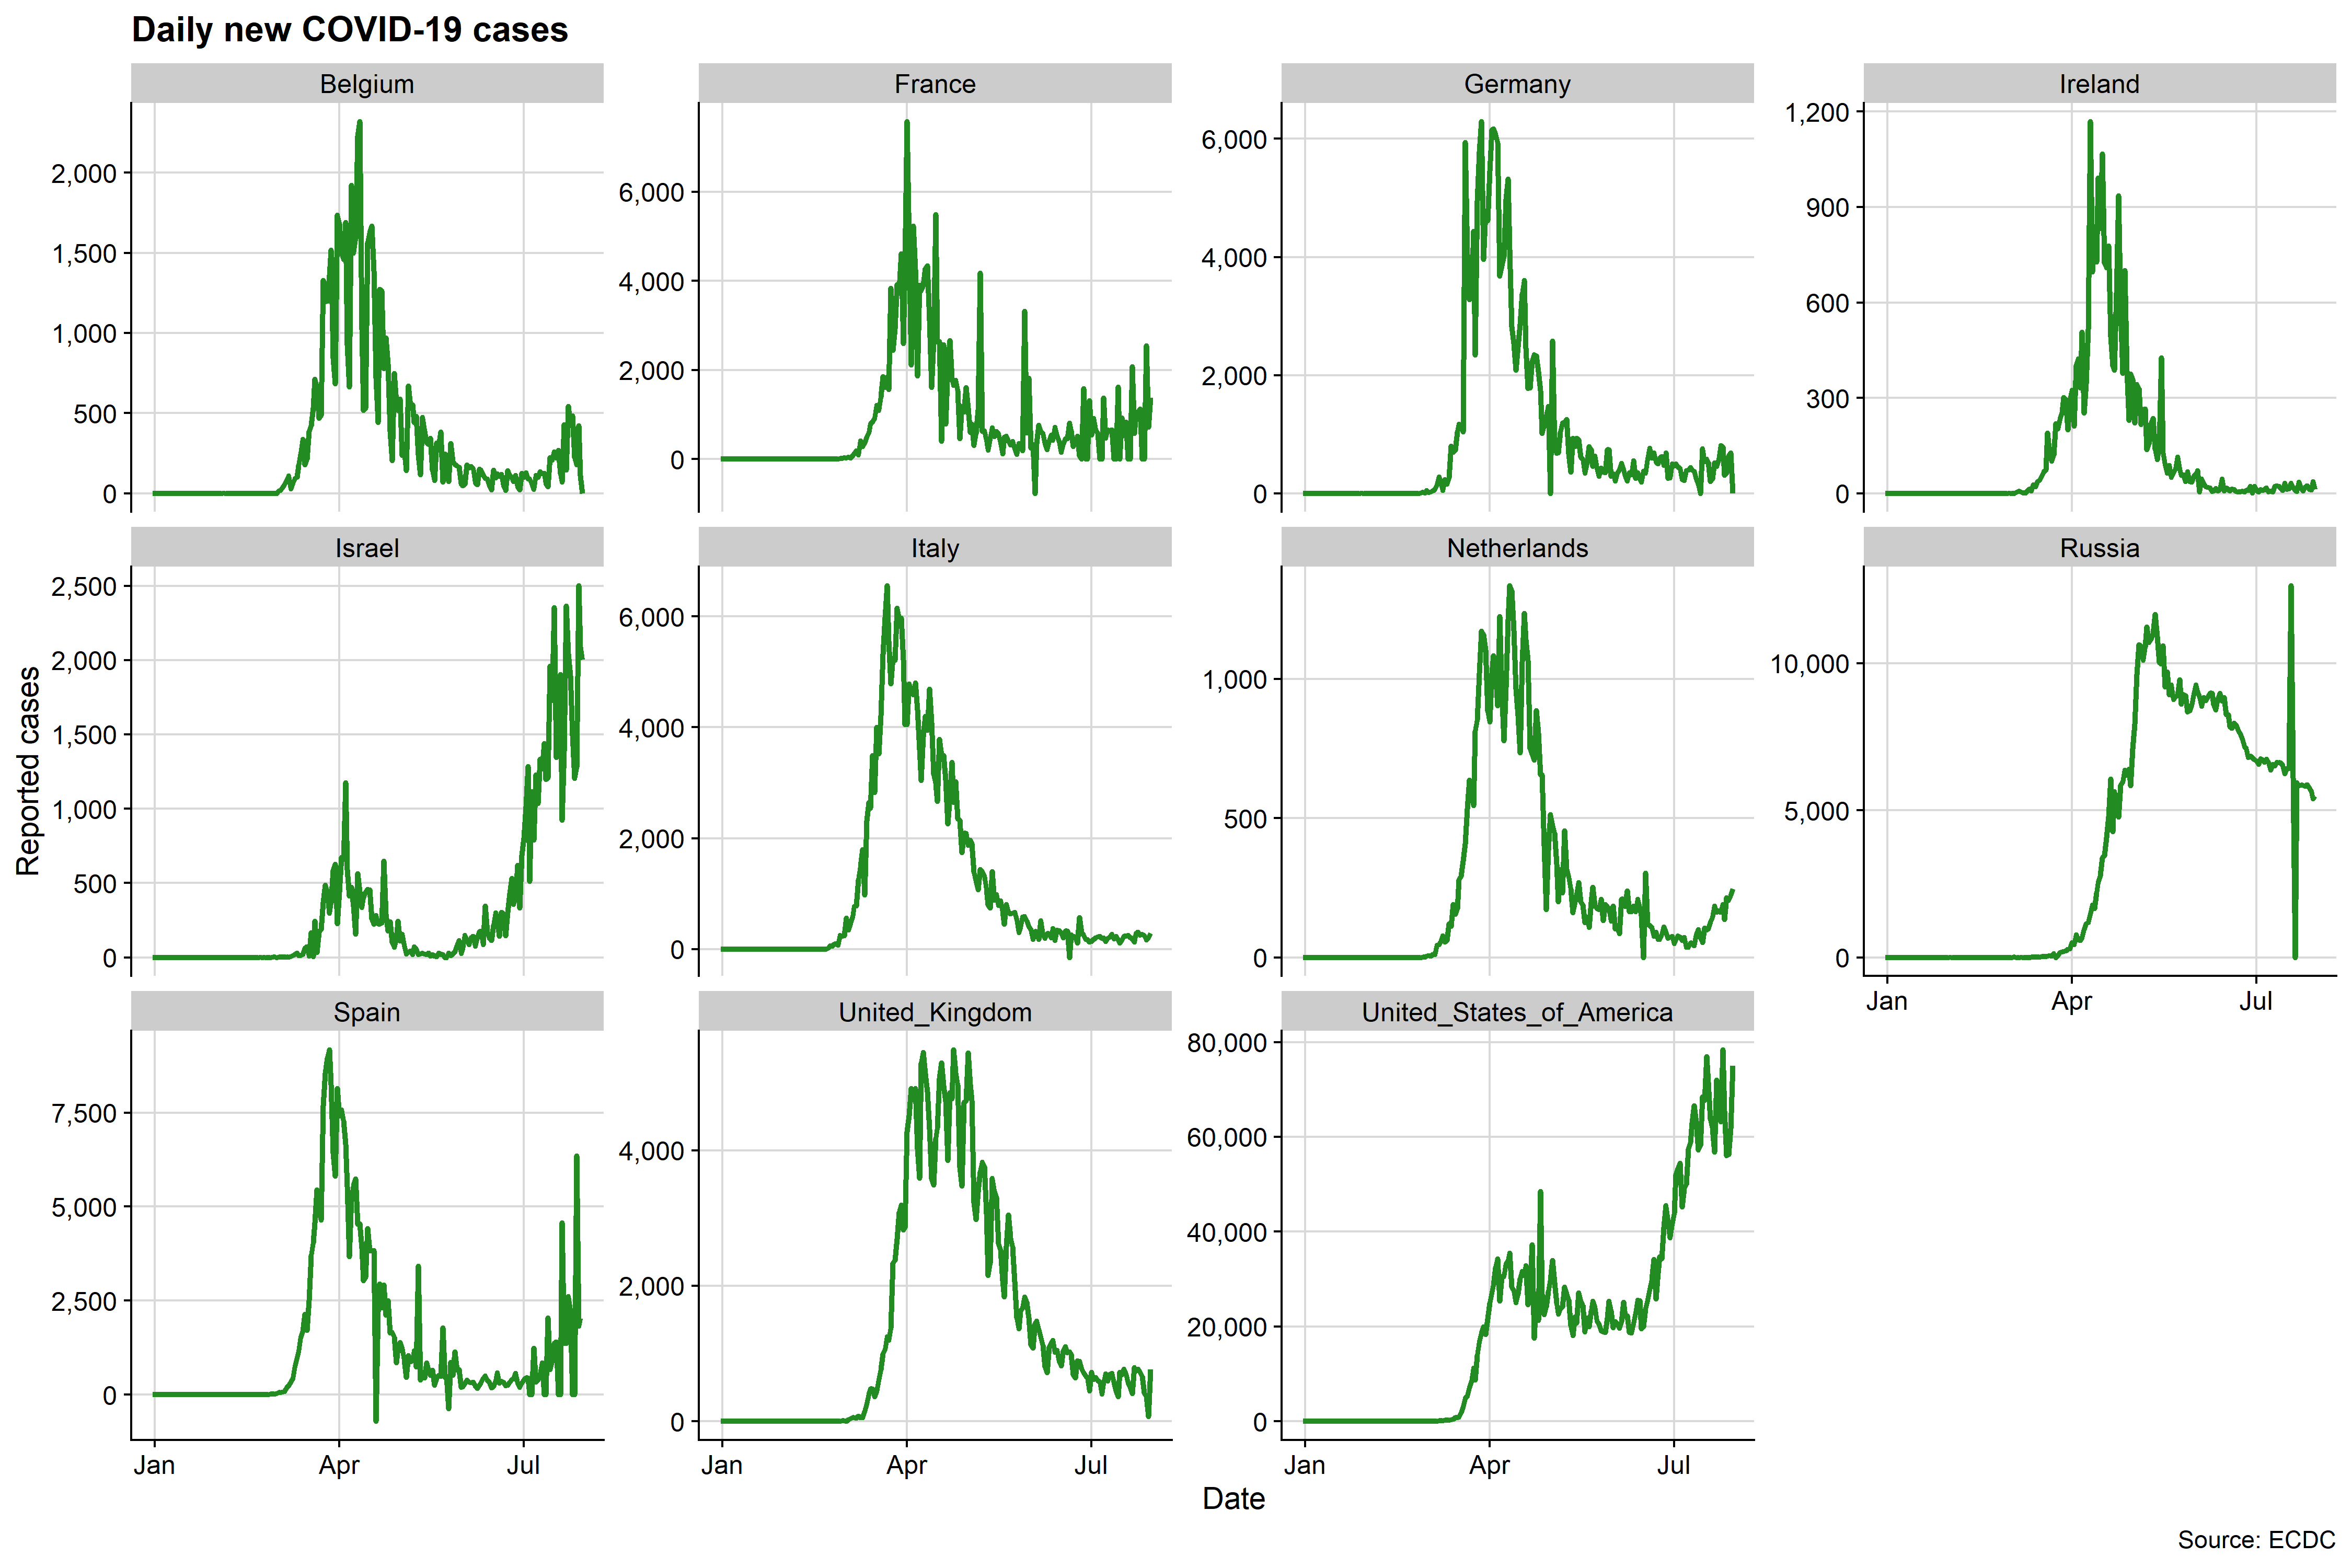 Daily new COVID-19 cases
Belgium
France
Germany
Ireland
2,000
1,500
1,000
500
0
6,000
4,000
2,000
0
6,000
4,000
2,000
0
1,200
900
600
300
0
Israel
Italy
Netherlands
Russia
2,500
2,000
1,500
1,000
500
0
6,000
4,000
2,000
0
1,000
500
0
10,000
5,000
0
Jan Apr Jul
Reported cases
Spain
United_Kingdom
United_States_of_America
7,500
5,000
2,500
0
4,000
2,000
0
80,000
60,000
40,000
20,000
0
Jan Apr Jul
Jan Apr Jul
Jan Apr Jul
Date
Source: ECDC